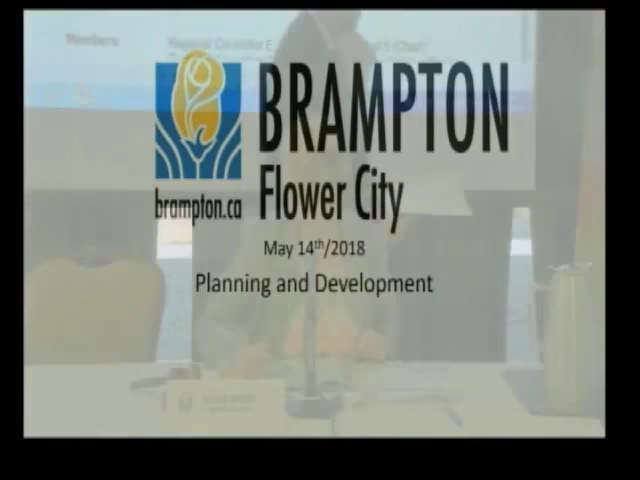 Members:
BRAMPTON
Flower City
brampton.ca
May 14th/2018
Planning and Development